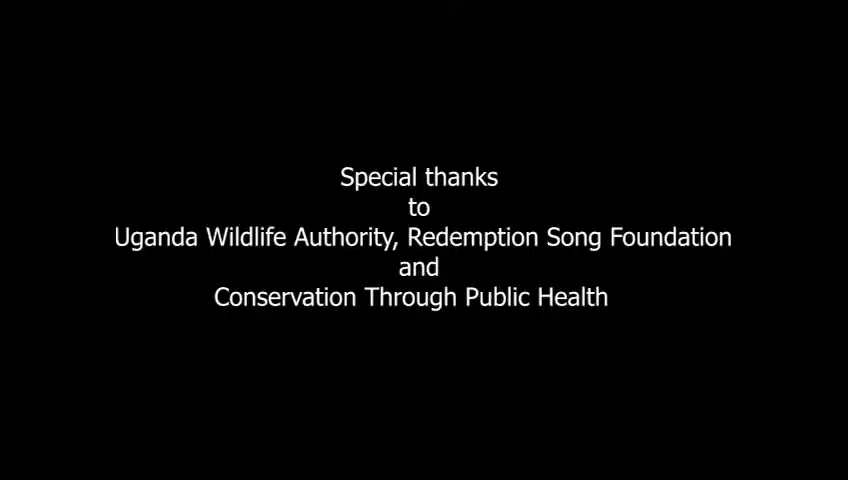 Special thanks
to
Uganda Wildlife Authority, Redemption Song Foundation
and
Conservation Through Public Health